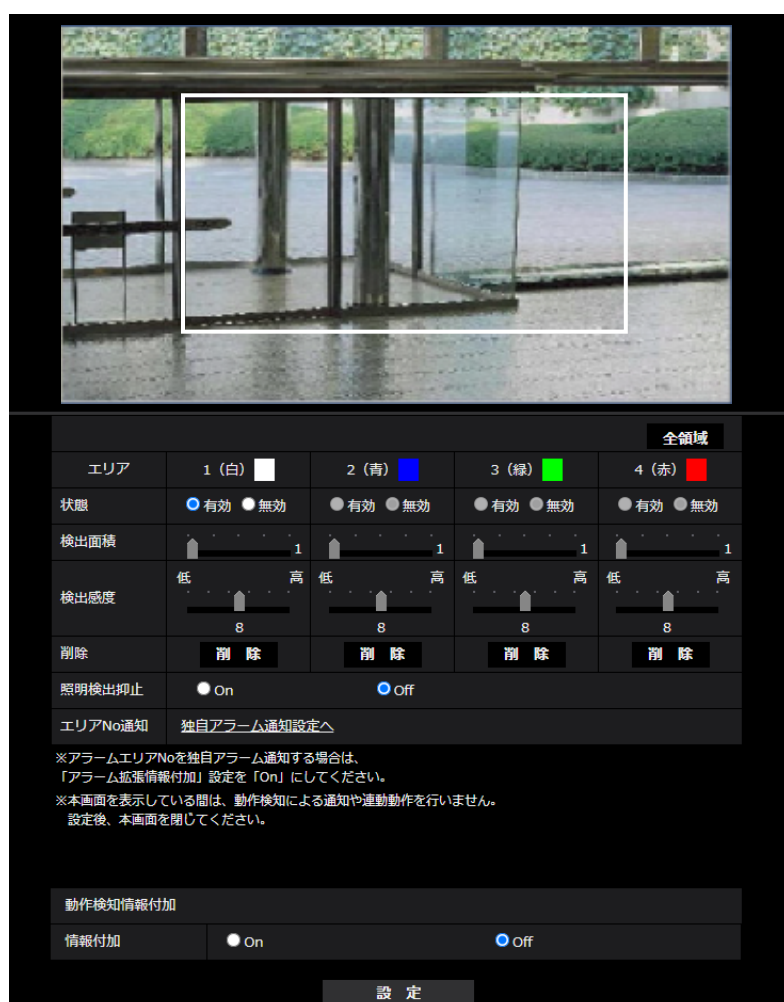 全領域
エリア 1（白） 2（青） 3（緑） 4（赤）
状態 有効 無効 有効 無効 有効 無効 有効 無効
検出面積 1 1 1 1
低 高 低 高 低 高 低 高
検出感度
8 8 8 8
削除 削 除 削 除 削 除 削 除
照明検出抑止 On Off
エリアNo通知 独自アラーム通知設定へ
※アラームエリアNoを独自アラーム通知する場合は、
「アラーム拡張情報付加」設定を「On」にしてください。
※本画面を表示している間は、動作検知による通知や連動動作を行いません。
設定後、本画面を閉じてください。
動作検知情報付加
情報付加 On Off
設 定